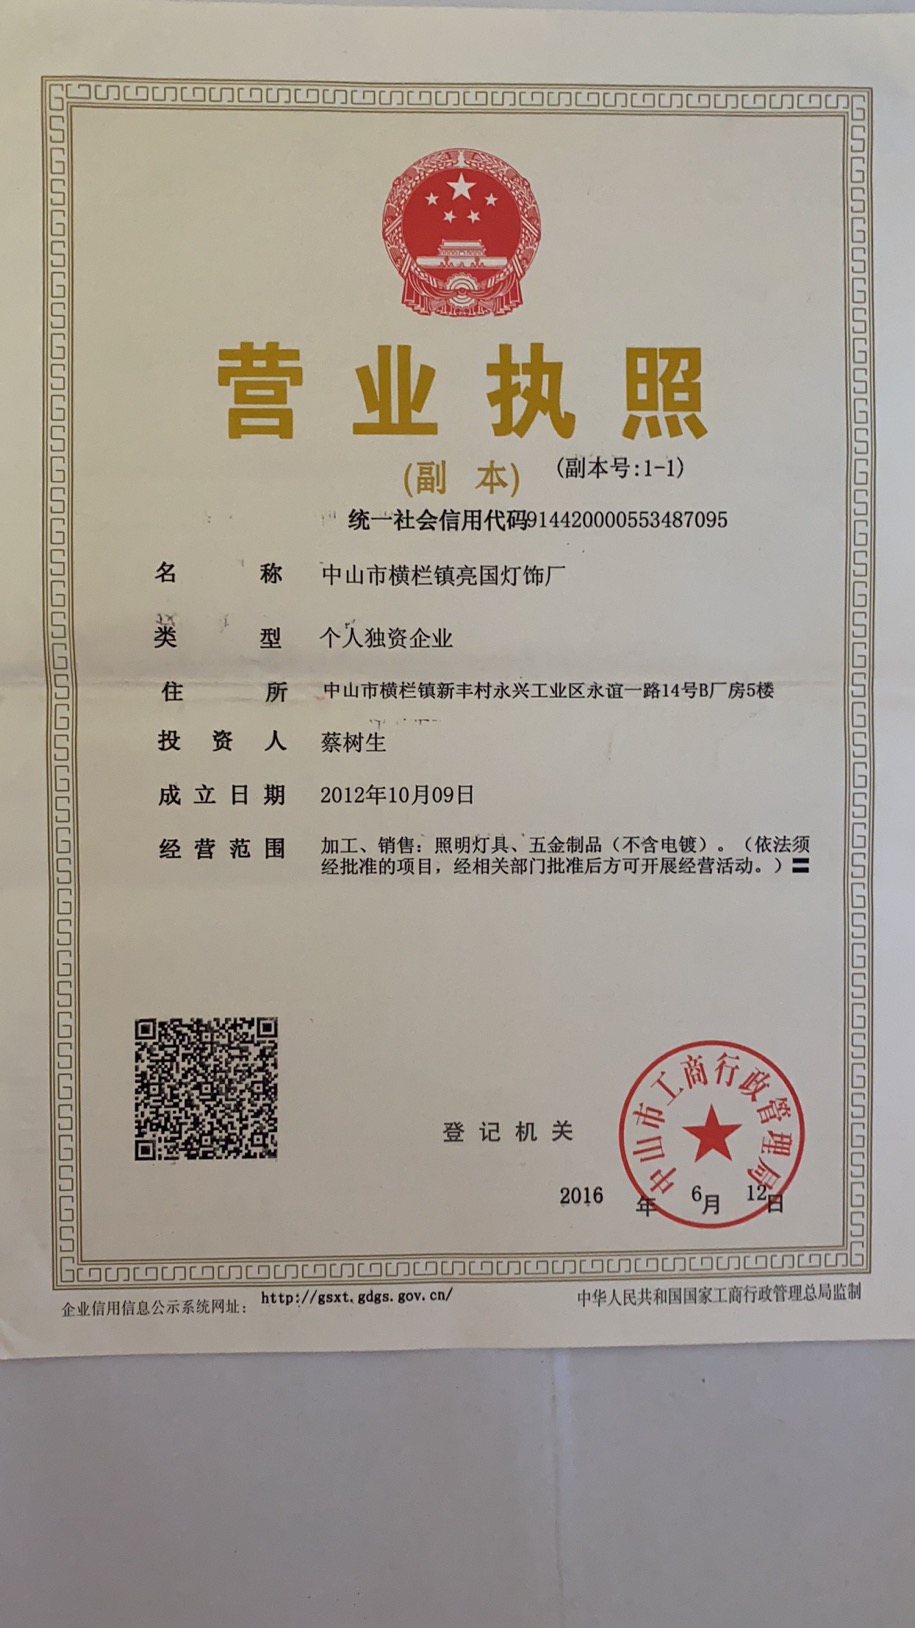 营业执照
(副 本) (副本号:1-1)
统一社会信用代码914420000553487095
名 称 中山市横栏镇亮国灯饰厂
类 型 个人独资企业
住 所 中山市横栏镇新丰村永兴工业区永谊一路14号B厂房5楼
投 资 人 蔡树生
成 立 日 期 2012年10月09日
经 营 范 围 加工、销售：照明灯具、五金制品（不含电镀）。（依法须
经批准的项目，经相关部门批准后方可开展经营活动。）〓
中山市工商行政管理局
登 记 机 关
2016 年 6月 12日
企业信用信息公示系统网址： http://gsxt.gdgs.gov.cn/
中华人民共和国国家工商行政管理总局监制